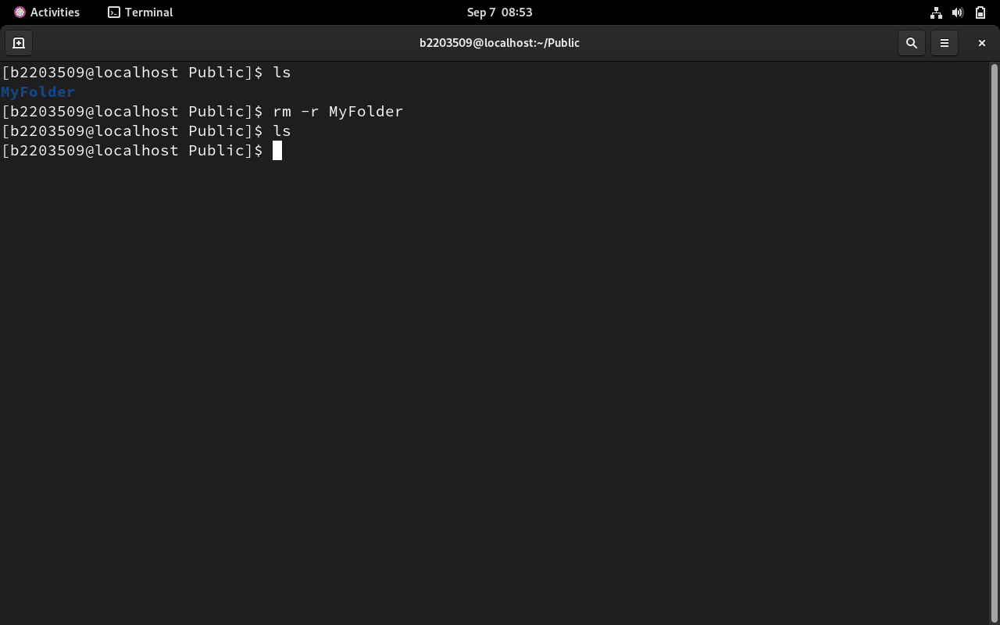 Activities Terminal Sep 7 08:53
b2203509@localhost:~/Public
[b2203509@localhost Public]$ ls
MyFolder
[b2203509@localhost Public]$ rm -r MyFolder
[b2203509@localhost Public]$ ls
[b2203509@localhost Public]$